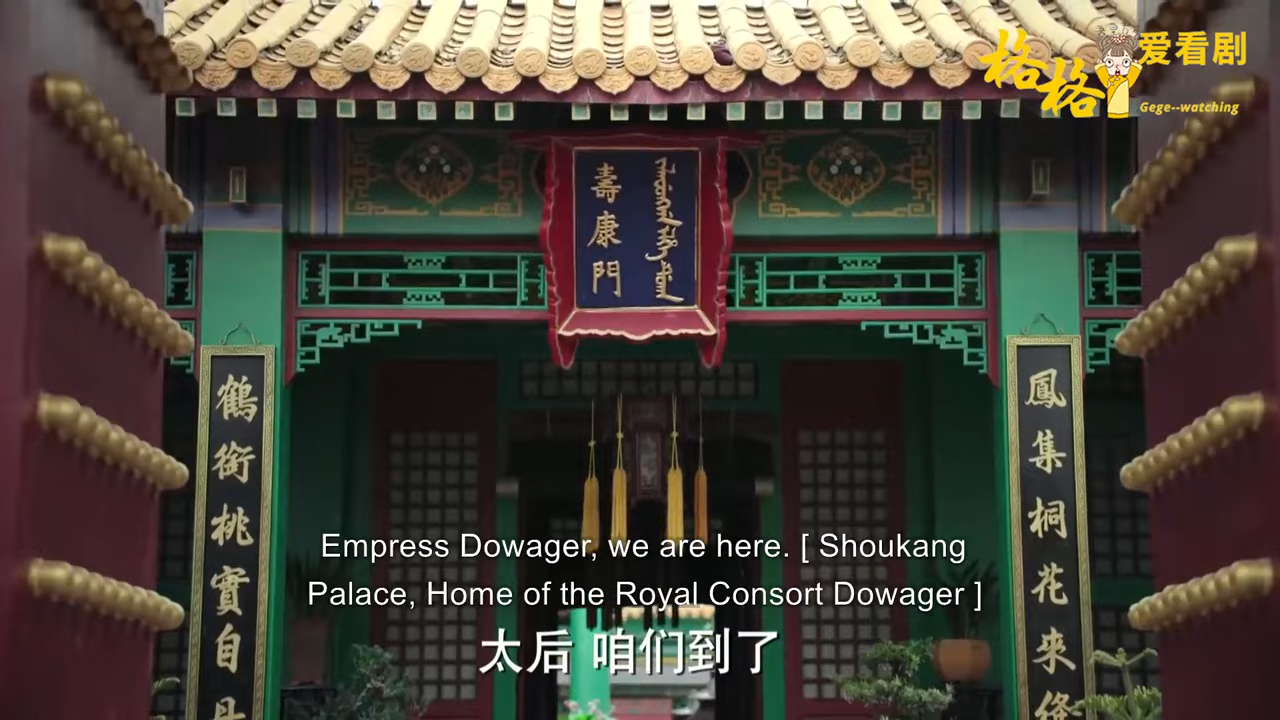 格格
爱看剧
Gege--watching
壽康門
鳳集桐花來
鶴銜桃實自
Empress Dowager, we are here. [ Shoukang
Palace, Home of the Royal Consort Dowager ]
太后 咱们到了